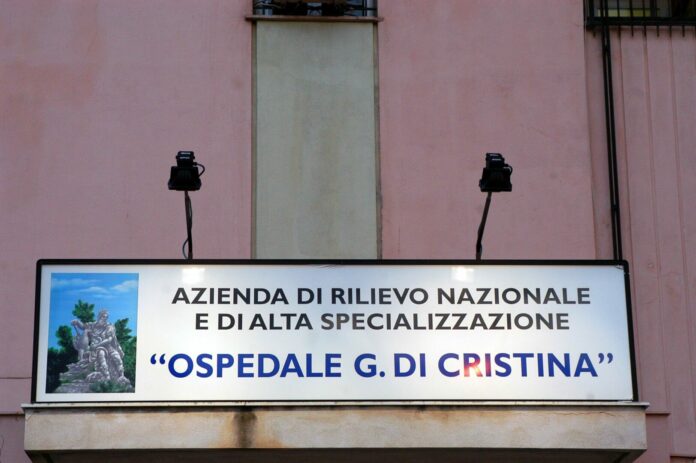 AZIENDA DI RILIEVO NAZIONALE
E DI ALTA SPECIALIZZAZIONE
“OSPEDALE G. DI CRISTINA”